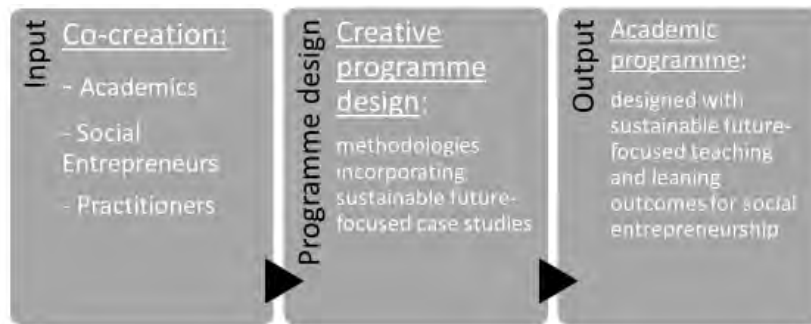 Input
Co-creation:
- Academics
- Social
Entrepreneurs
- Practitioners
Programme design
Creative
programme
design:
methodologies
incorporating
sustainable future-
focused case studies
Output
Academic
programme:
designed with
sustainable future-
focused teaching
and leaning
outcomes for social
entrepreneurship